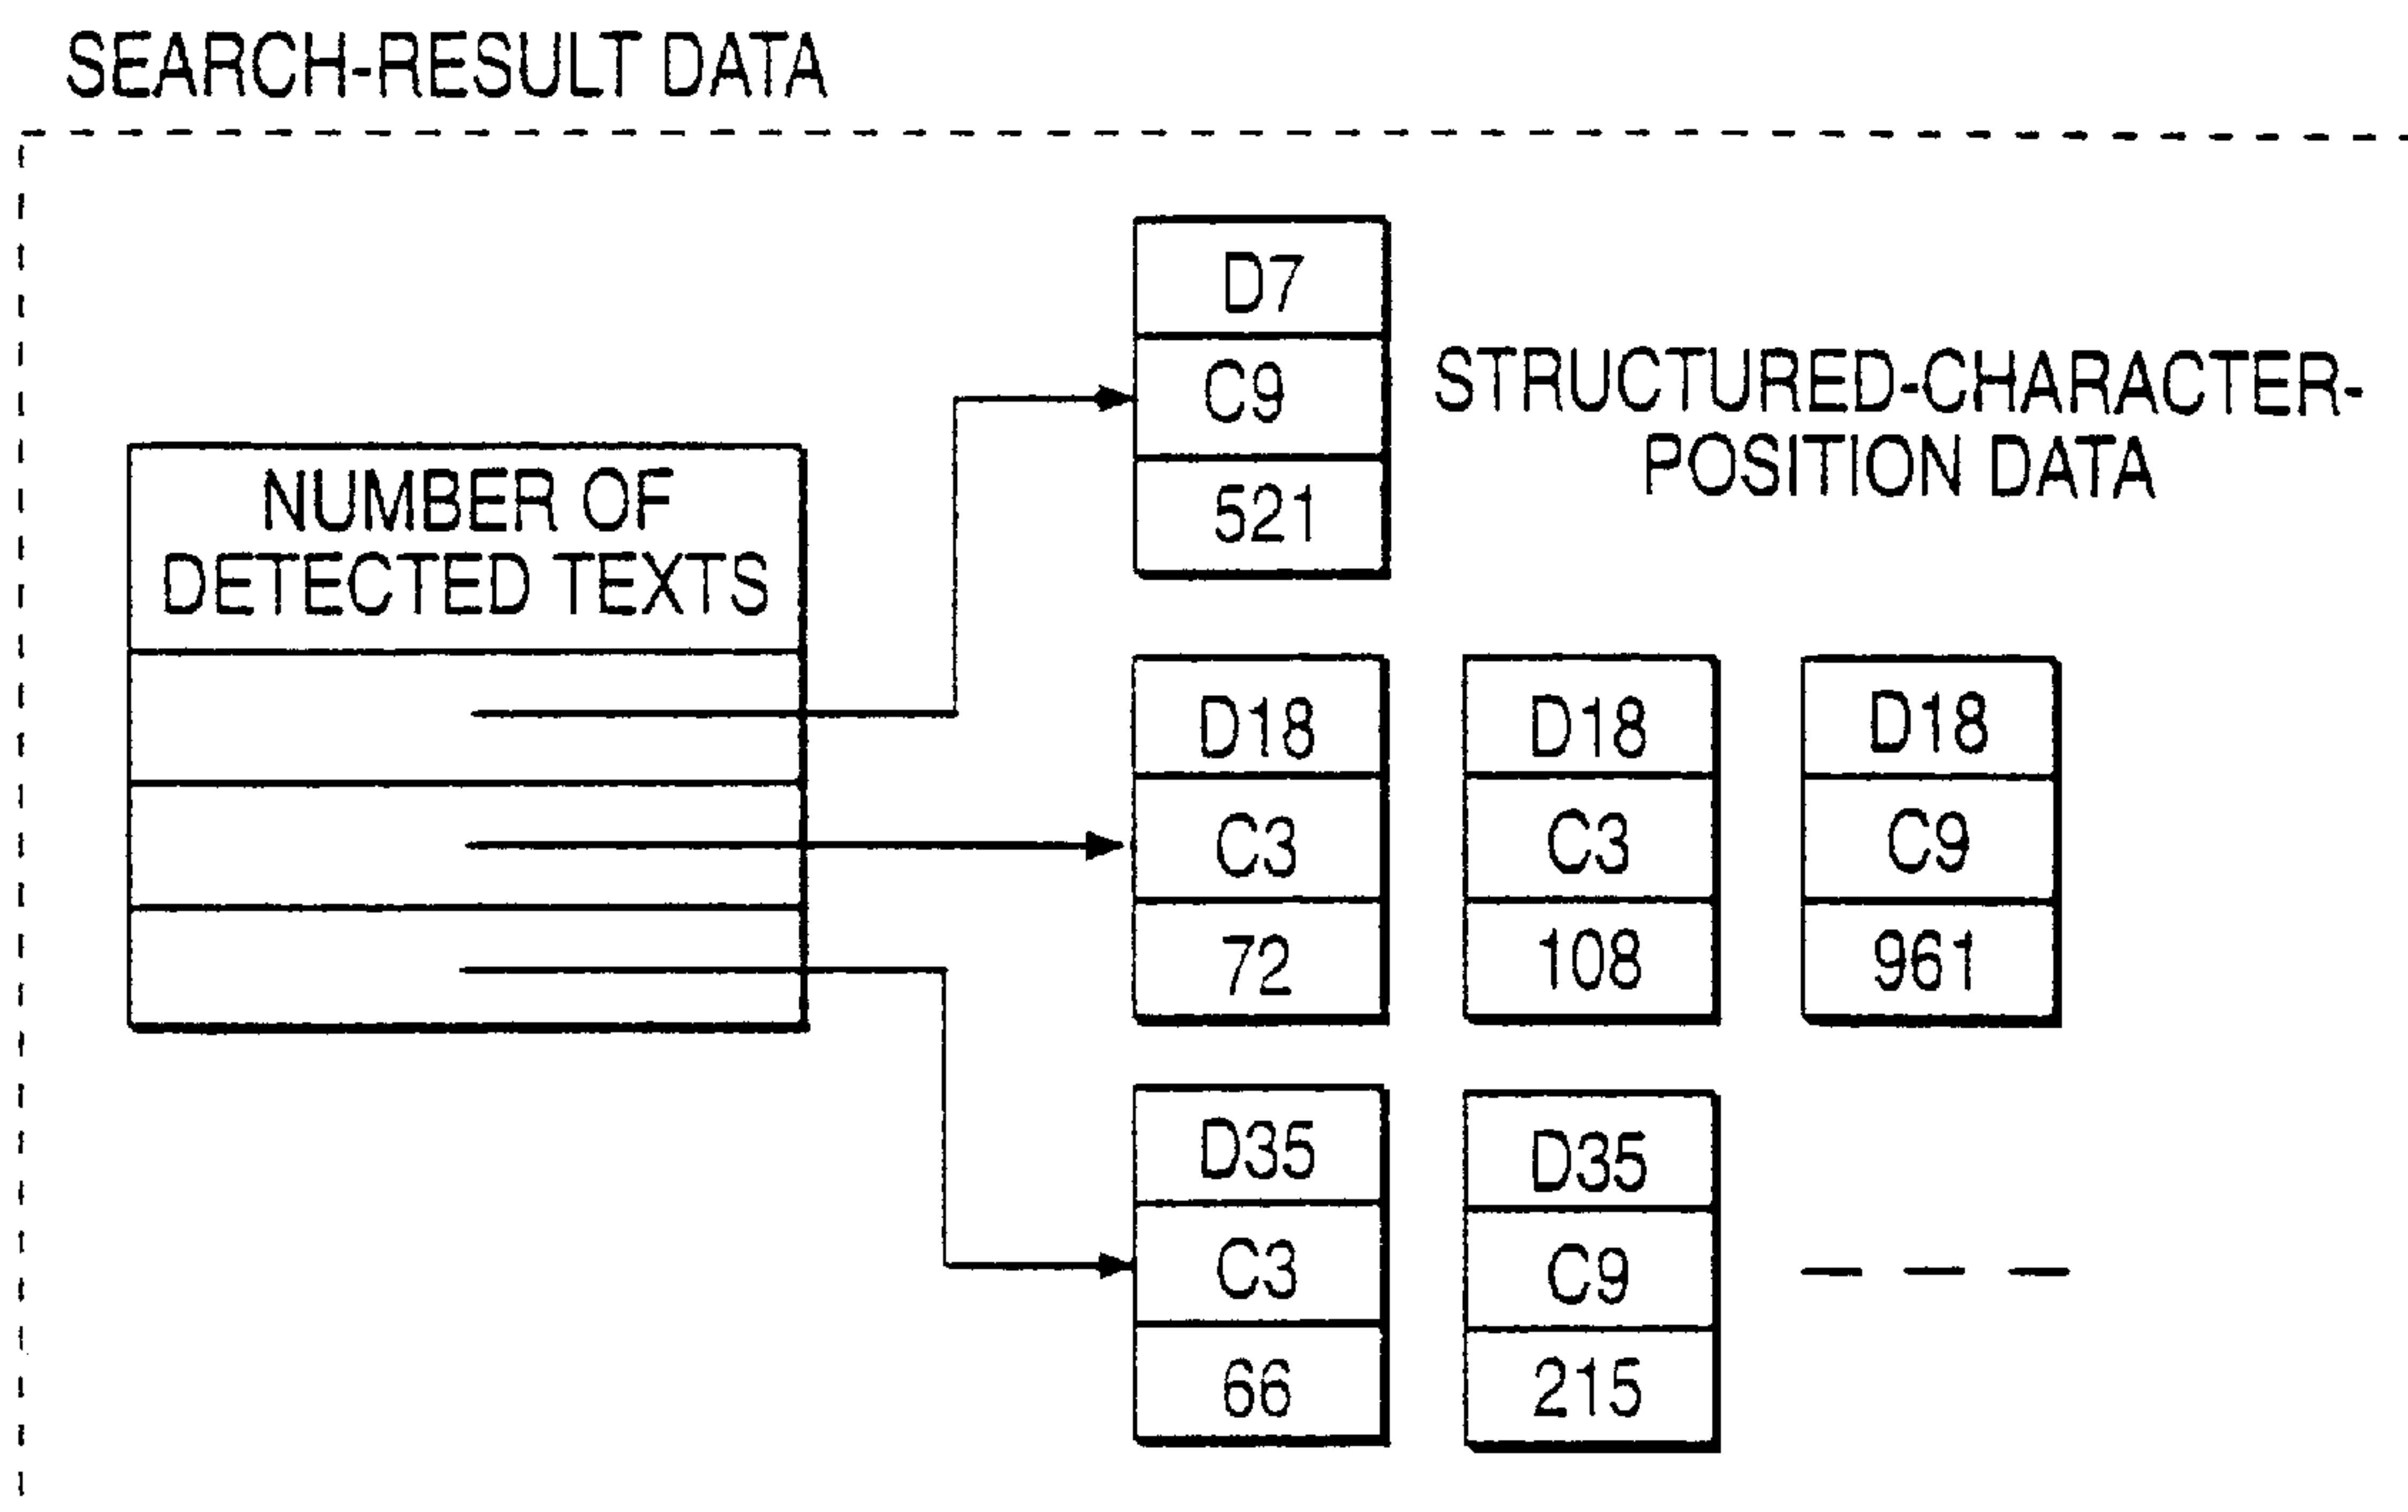 SEARCH-RESULT DATA
D7
C9
521
STRUCTURED-CHARACTER-
POSITION DATA
NUMBER OF
DETECTED TEXTS
D18
C3
72
D18
C3
108
D18
C9
961
D35
C3
66
D35
C9
215